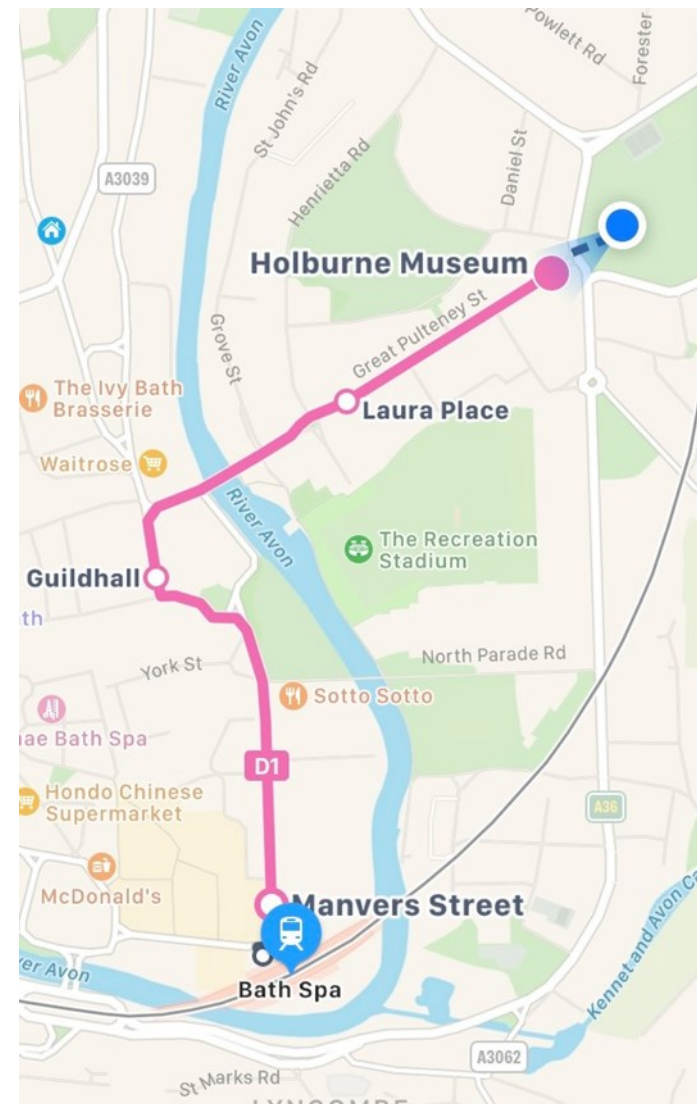 Powlett Rd
Forester
River Avon
St John's Rd
A3039
Henrietta Rd
Daniel St
Holburne Museum
Great Pulteney St
Grove St
The Ivy Bath
Brasserie
Laura Place
Waitrose
River Avon
The Recreation
Stadium
Guildhall
th
York St
North Parade Rd
Sotto Sotto
nae Bath Spa
D1
Hondo Chinese
Supermarket
A36
McDonald's
Manvers Street
Kennet and Avon Ca
ver Avon
Bath Spa
A3062
St Marks Rd